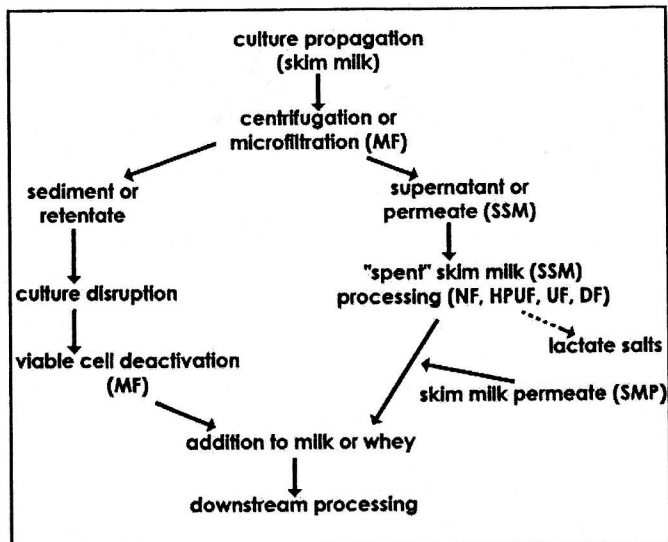 culture propagation
(skim milk)
centrifugation or
microfiltration (MF)
sediment or
retentate
supernatant or
permeate (SSM)
culture disruption
"spent" skim milk (SSM)
processing (NF, HPUF, UF, DF)
lactate salts
viable cell deactivation
(MF)
skim milk permeate (SMP)
addition to milk or whey
downstream processing